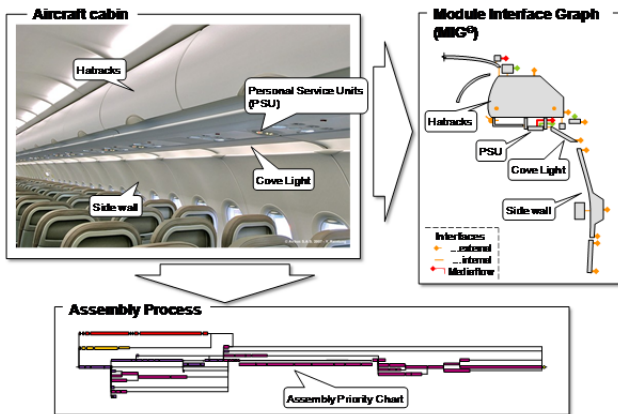 Aircraft cabin
Hatracks
Personal Service Units
(PSU)
Cove Light
Side wall
Module Interface Graph
(MIG©)
Hatracks
PSU
Cove Light
Side wall
Interfaces
...external
...internal
Mediaflow
Assembly Process
Assembly Priority Chart